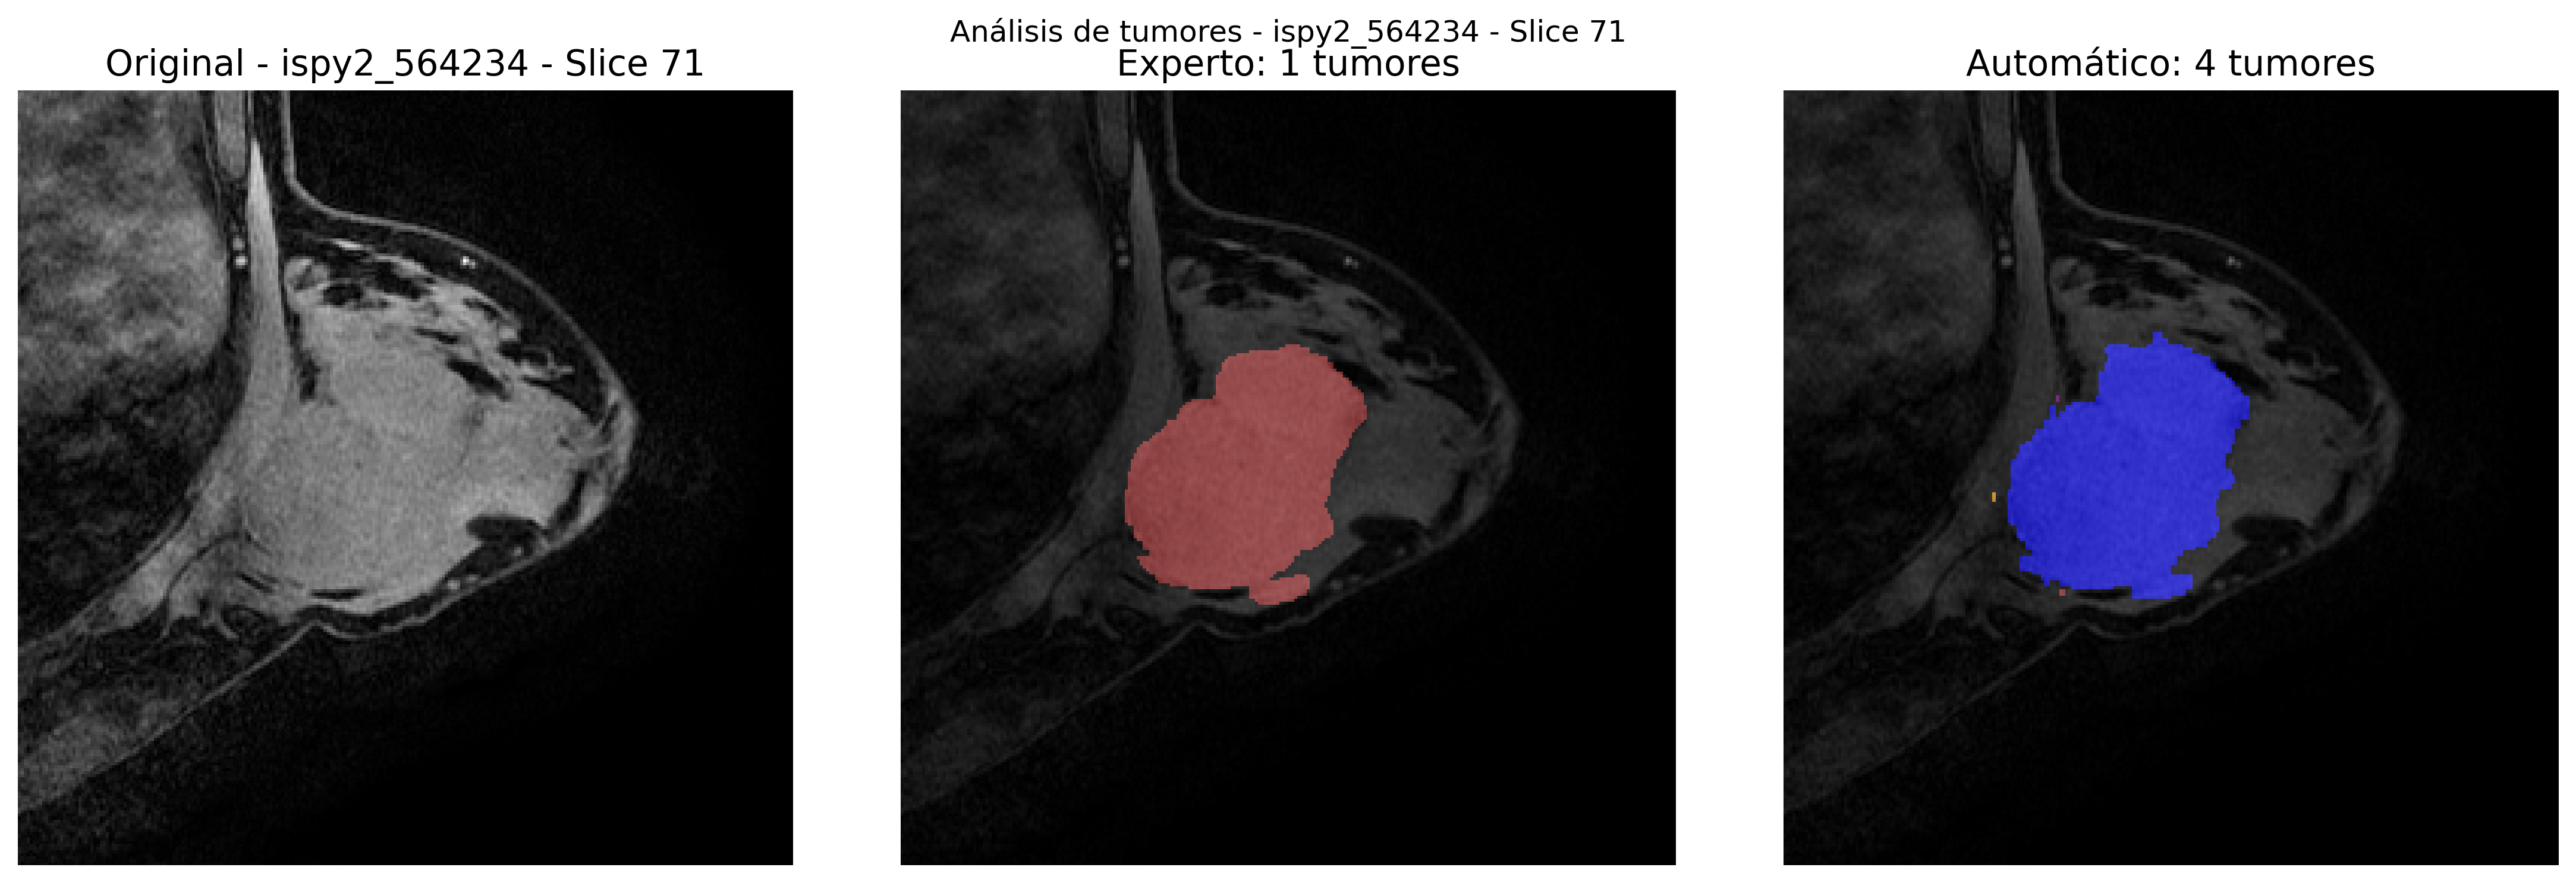 Análisis de tumores - ispy2_564234 - Slice 71
Original - ispy2_564234 - Slice 71
Experto: 1 tumores
Automático: 4 tumores